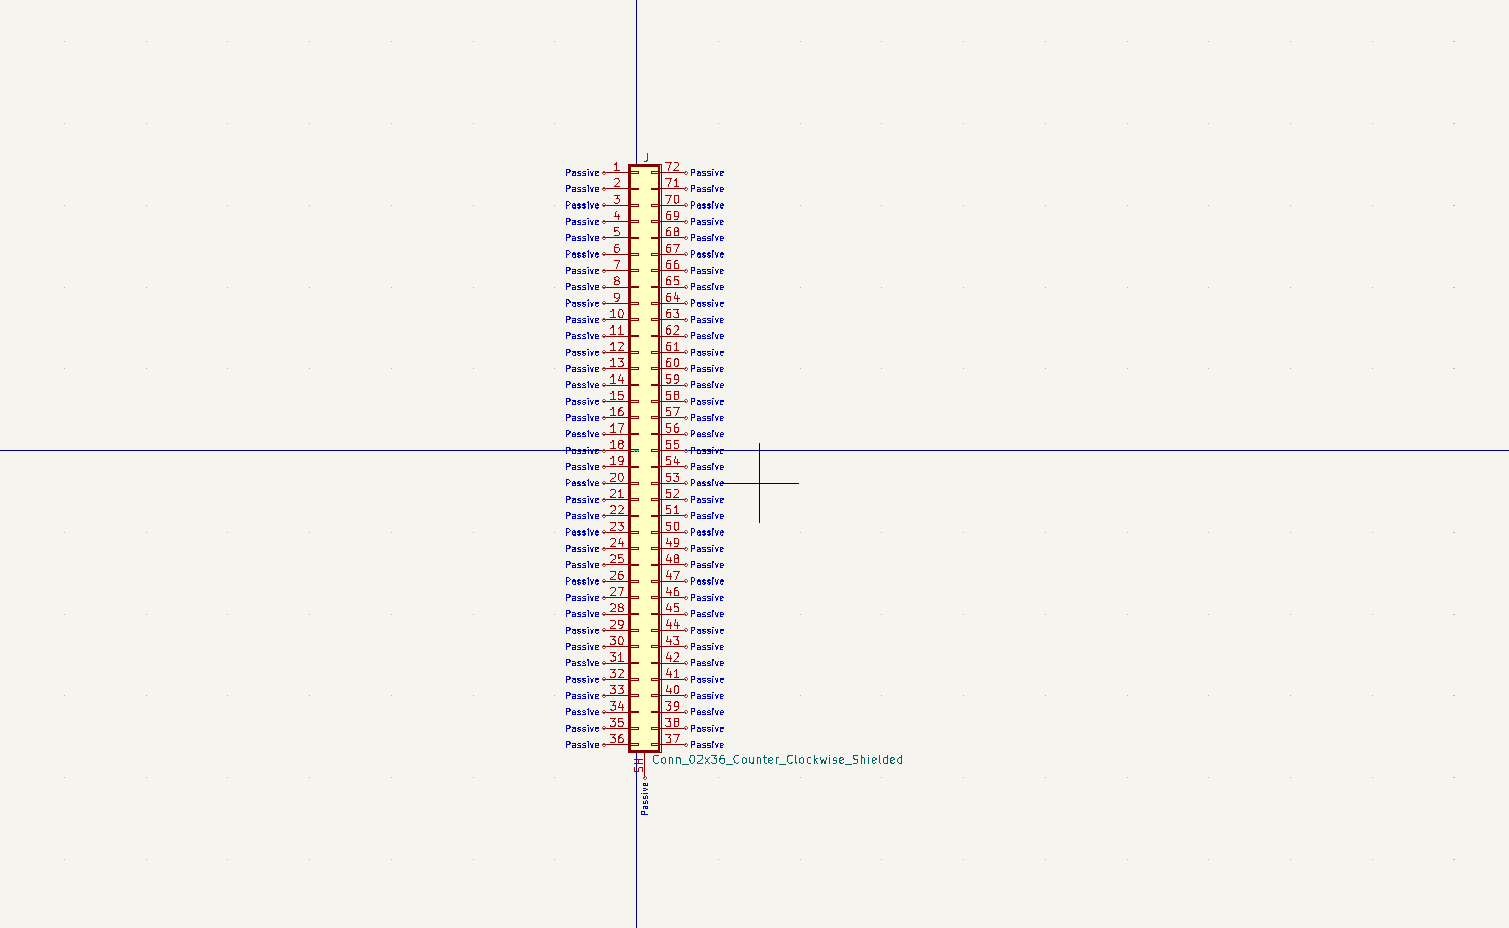 J
Passive 1 72 Passive
Passive 2 71 Passive
Passive 3 70 Passive
Passive 4 69 Passive
Passive 5 68 Passive
Passive 6 67 Passive
Passive 7 66 Passive
Passive 8 65 Passive
Passive 9 64 Passive
Passive 10 63 Passive
Passive 11 62 Passive
Passive 12 61 Passive
Passive 13 60 Passive
Passive 14 59 Passive
Passive 15 58 Passive
Passive 16 57 Passive
Passive 17 56 Passive
Passive 18 55 Passive
Passive 19 54 Passive
Passive 20 53 Passive
Passive 21 52 Passive
Passive 22 51 Passive
Passive 23 50 Passive
Passive 24 49 Passive
Passive 25 48 Passive
Passive 26 47 Passive
Passive 27 46 Passive
Passive 28 45 Passive
Passive 29 44 Passive
Passive 30 43 Passive
Passive 31 42 Passive
Passive 32 41 Passive
Passive 33 40 Passive
Passive 34 39 Passive
Passive 35 38 Passive
Passive 36 37 Passive
SH Conn_02x36_Counter_Clockwise_Shielded
Passive